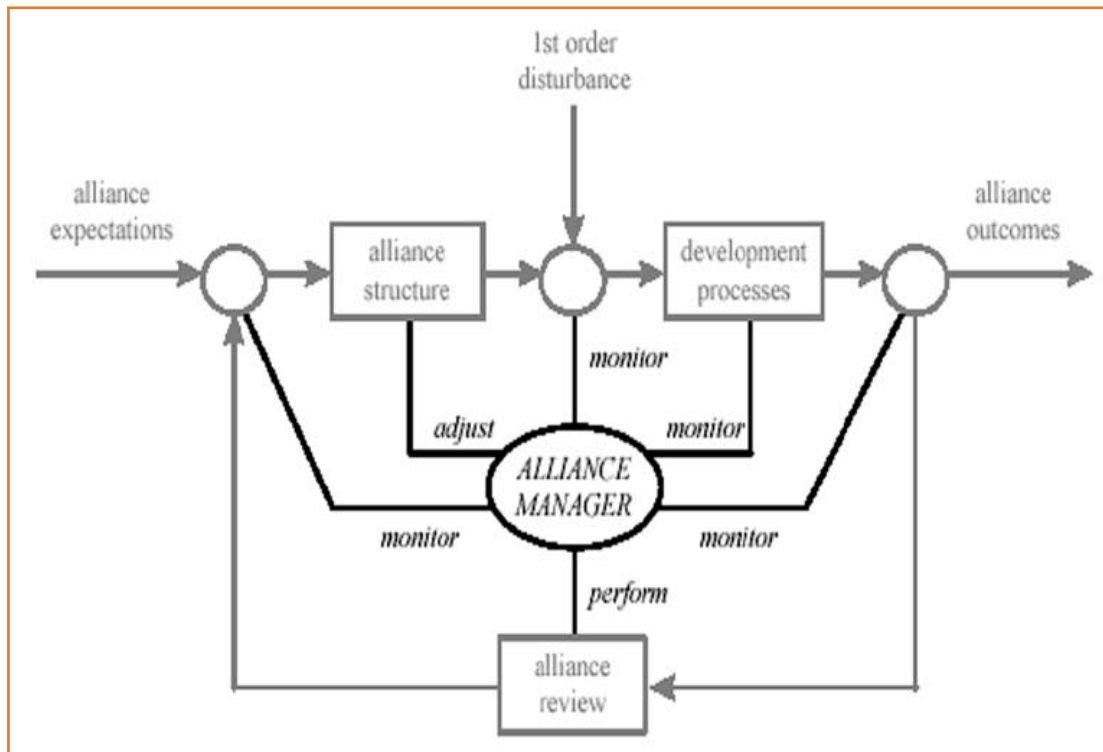 1st order
disturbance
alliance
expectations
alliance
structure
development
processes
alliance
outcomes
monitor
adjust
monitor
ALLIANCE
MANAGER
monitor
monitor
perform
alliance
review